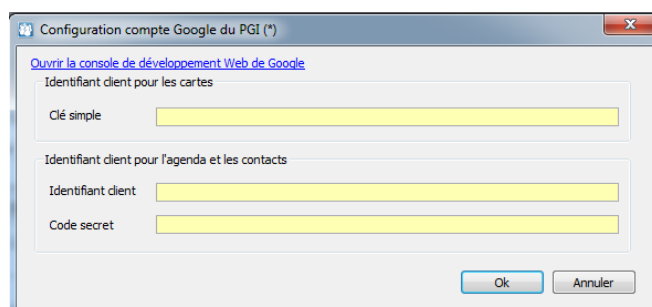 Configuration compte Google du PGI (*)
Ouvrir la console de développement Web de Google
Identifiant client pour les cartes
Clé simple
Identifiant client pour l'agenda et les contacts
Identifiant client
Code secret
Ok Annuler